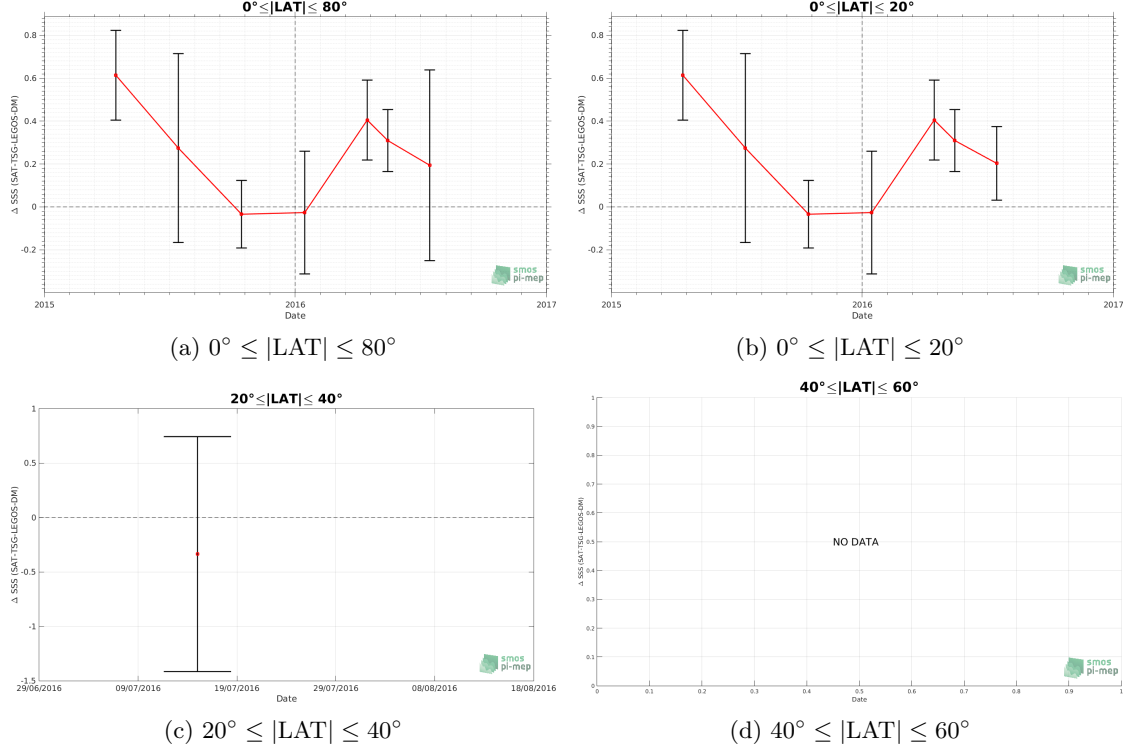 0°≤|LAT|≤ 80°
0.8
0.6
0.4
0.2
0
-0.2
Δ SSS (SAT-TSG-LEGOS-DM)
2015
2016
2017
Date
smos
pi-mep
(a) 0° ≤ |LAT| ≤ 80°
0°≤|LAT|≤ 20°
0.8
0.6
0.4
0.2
0
-0.2
Δ SSS (SAT-TSG-LEGOS-DM)
2015
2016
2017
Date
smos
pi-mep
(b) 0° ≤ |LAT| ≤ 20°
20°≤|LAT|≤ 40°
1
0.5
0
-0.5
-1
-1.5
Δ SSS (SAT-TSG-LEGOS-DM)
29/06/2016
09/07/2016
19/07/2016
29/07/2016
08/08/2016
18/08/2016
Date
smos
pi-mep
(c) 20° ≤ |LAT| ≤ 40°
40°≤|LAT|≤ 60°
1
0.9
0.8
0.7
0.6
0.5
0.4
0.3
0.2
0.1
0
Δ SSS (SAT-TSG-LEGOS-DM)
NO DATA
0
0.1
0.2
0.3
0.4
0.5
0.6
0.7
0.8
0.9
1
Date
smos
pi-mep
(d) 40° ≤ |LAT| ≤ 60°